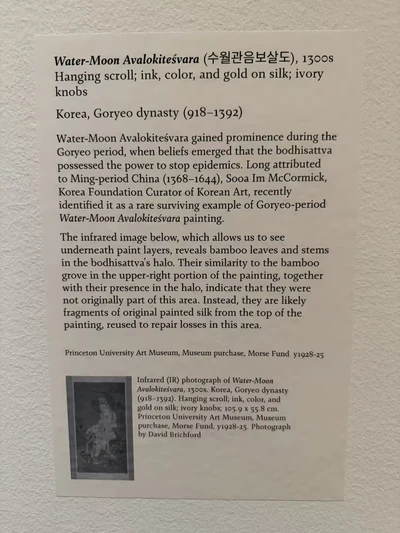 Water-Moon Avalokiteśvara (수월관음보살도), 1300s
Hanging scroll; ink, color, and gold on silk; ivory
knobs
Korea, Goryeo dynasty (918–1392)
Water-Moon Avalokiteśvara gained prominence during the
Goryeo period, when beliefs emerged that the bodhisattva
possessed the power to stop epidemics. Long attributed
to Ming-period China (1368–1644), Sooa Im McCormick,
Korea Foundation Curator of Korean Art, recently
identified it as a rare surviving example of Goryeo-period
Water-Moon Avalokiteśvara painting.
The infrared image below, which allows us to see
underneath paint layers, reveals bamboo leaves and stems
in the bodhisattva's halo. Their similarity to the bamboo
grove in the upper-right portion of the painting, together
with their presence in the halo, indicate that they were
not originally part of this area. Instead, they are likely
fragments of original painted silk from the top of the
painting, reused to repair losses in this area.
Princeton University Art Museum, Museum purchase, Morse Fund y1928-25
Infrared (IR) photograph of Water-Moon
Avalokiteśvara, 1300s. Korea, Goryeo dynasty
(918–1392). Hanging scroll; ink, color, and
gold on silk; ivory knobs; 105.9 x 55.8 cm.
Princeton University Art Museum, Museum
purchase, Morse Fund, y1928-25. Photograph
by David Brichford